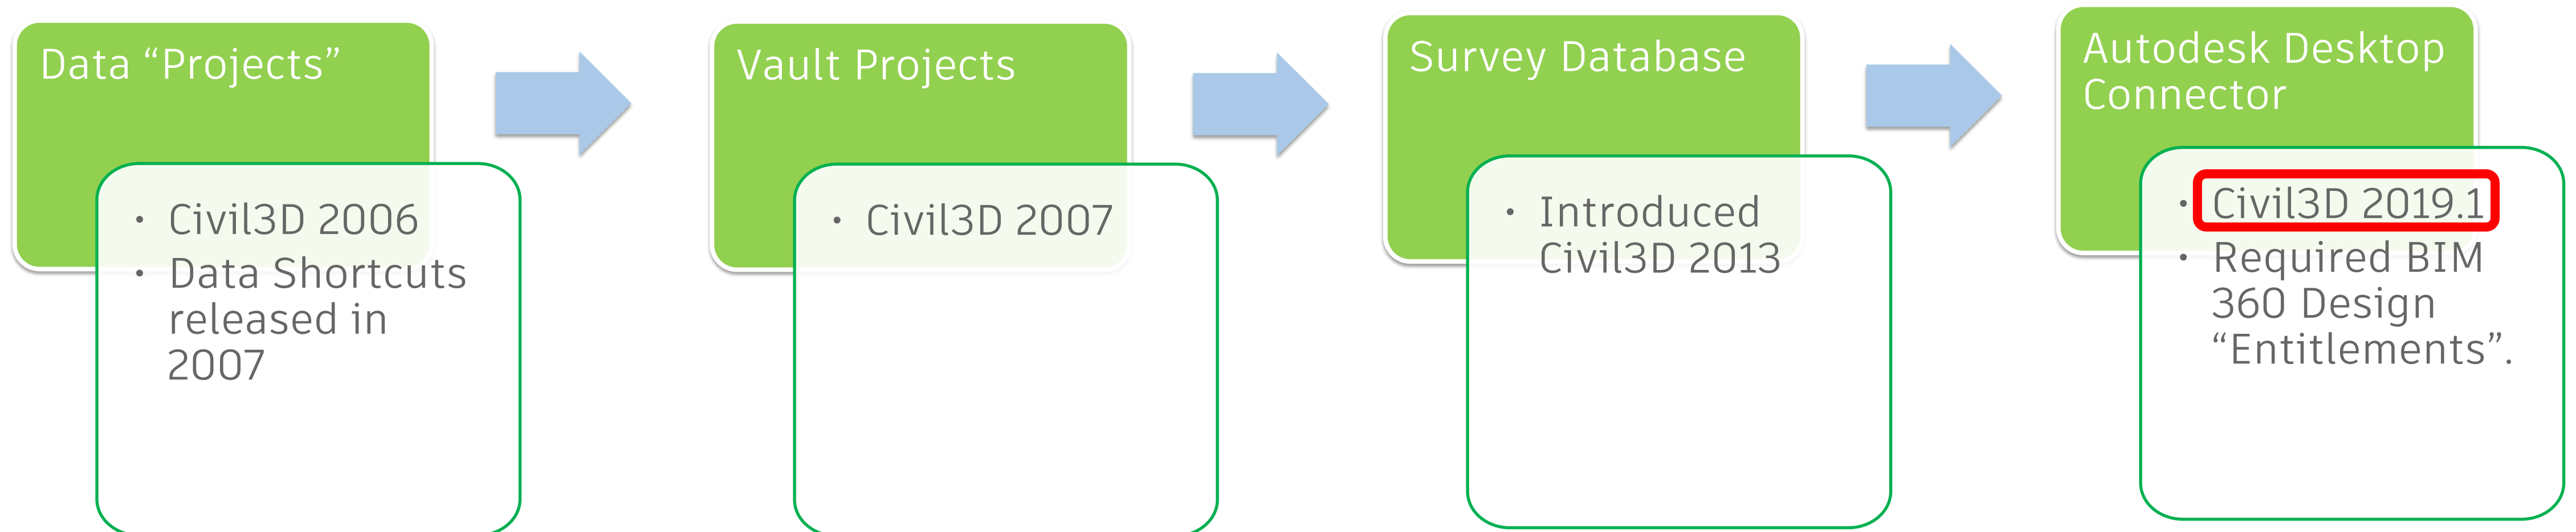 Data “Projects”
• Civil3D 2006
• Data Shortcuts
released in
2007
Vault Projects
• Civil3D 2007
Survey Database
• Introduced
Civil3D 2013
Autodesk Desktop
Connector
• Civil3D 2019.1
• Required BIM
360 Design
“Entitlements”.